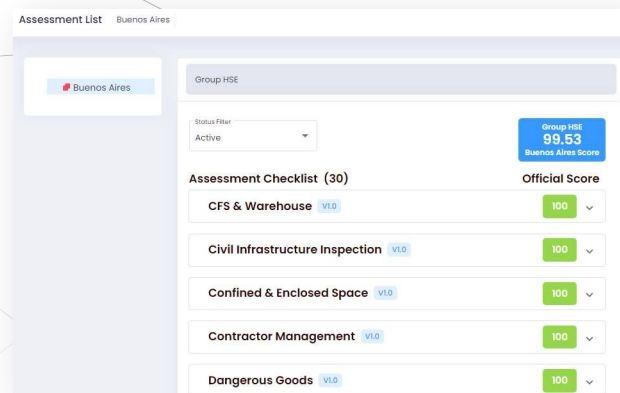 Assessment List Buenos Aires
Buenos Aires
Group HSE
Status Filter
Active
Group HSE
99.53
Buenos Aires Score
Assessment Checklist (30) Official Score
CFS & Warehouse V1.0 100
Civil Infrastructure Inspection V1.0 100
Confined & Enclosed Space V1.0 100
Contractor Management V1.0 100
Dangerous Goods V1.0 100